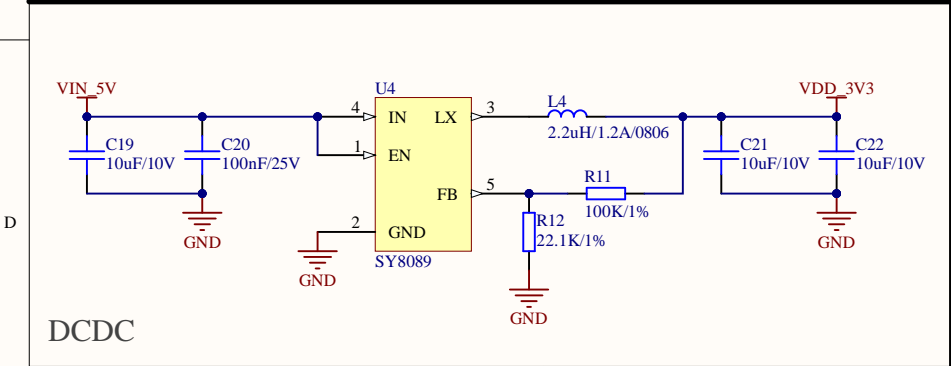 VIN_5V
U4
VDD_3V3
4
IN
LX
3
L4
2.2uH/1.2A/0806
C19
10uF/10V
C20
100nF/25V
1
EN
C21
10uF/10V
C22
10uF/10V
FB
5
R11
100K/1%
D
2
GND
R12
22.1K/1%
GND
GND
GND
SY8089
GND
GND
DCDC